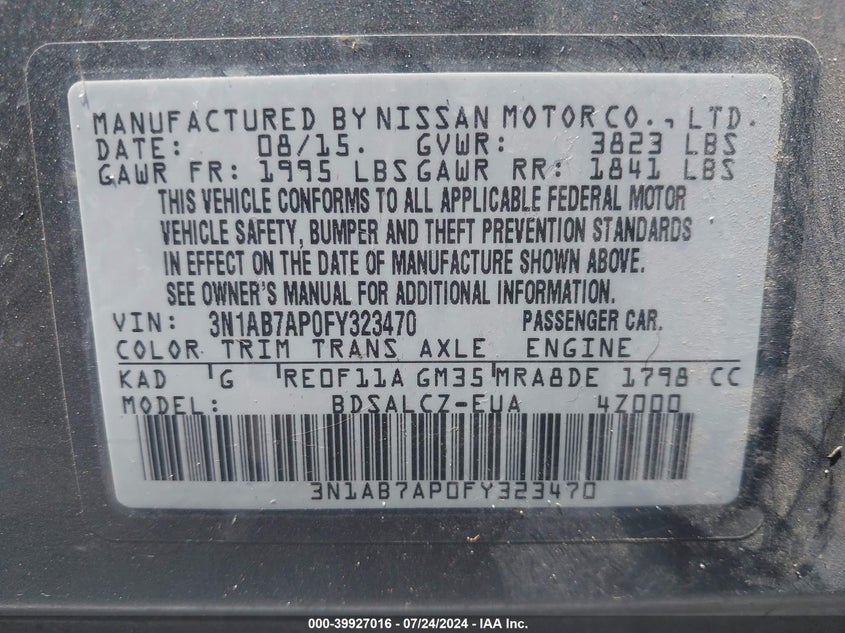 MANUFACTURED BY NISSAN MOTOR CO., LTD.
DATE: 08/15. GVWR: 3823 LBS
GAWR FR: 1995 LBS GAWR RR: 1841 LBS
THIS VEHICLE CONFORMS TO ALL APPLICABLE FEDERAL MOTOR
VEHICLE SAFETY, BUMPER AND THEFT PREVENTION STANDARDS
IN EFFECT ON THE DATE OF MANUFACTURE SHOWN ABOVE.
SEE OWNER'S MANUAL FOR ADDITIONAL INFORMATION.
VIN: 3N1AB7AP0FY323470 PASSENGER CAR.
COLOR TRIM TRANS AXLE ENGINE
KAD 'G 'RE0F11A GM35'MRA8DE 1798 CC
MODEL: BDSALCZ-EUA 4Z000
3N1AB7AP0FY323470
000-39927016 - 07/24/2024 - IAA Inc.